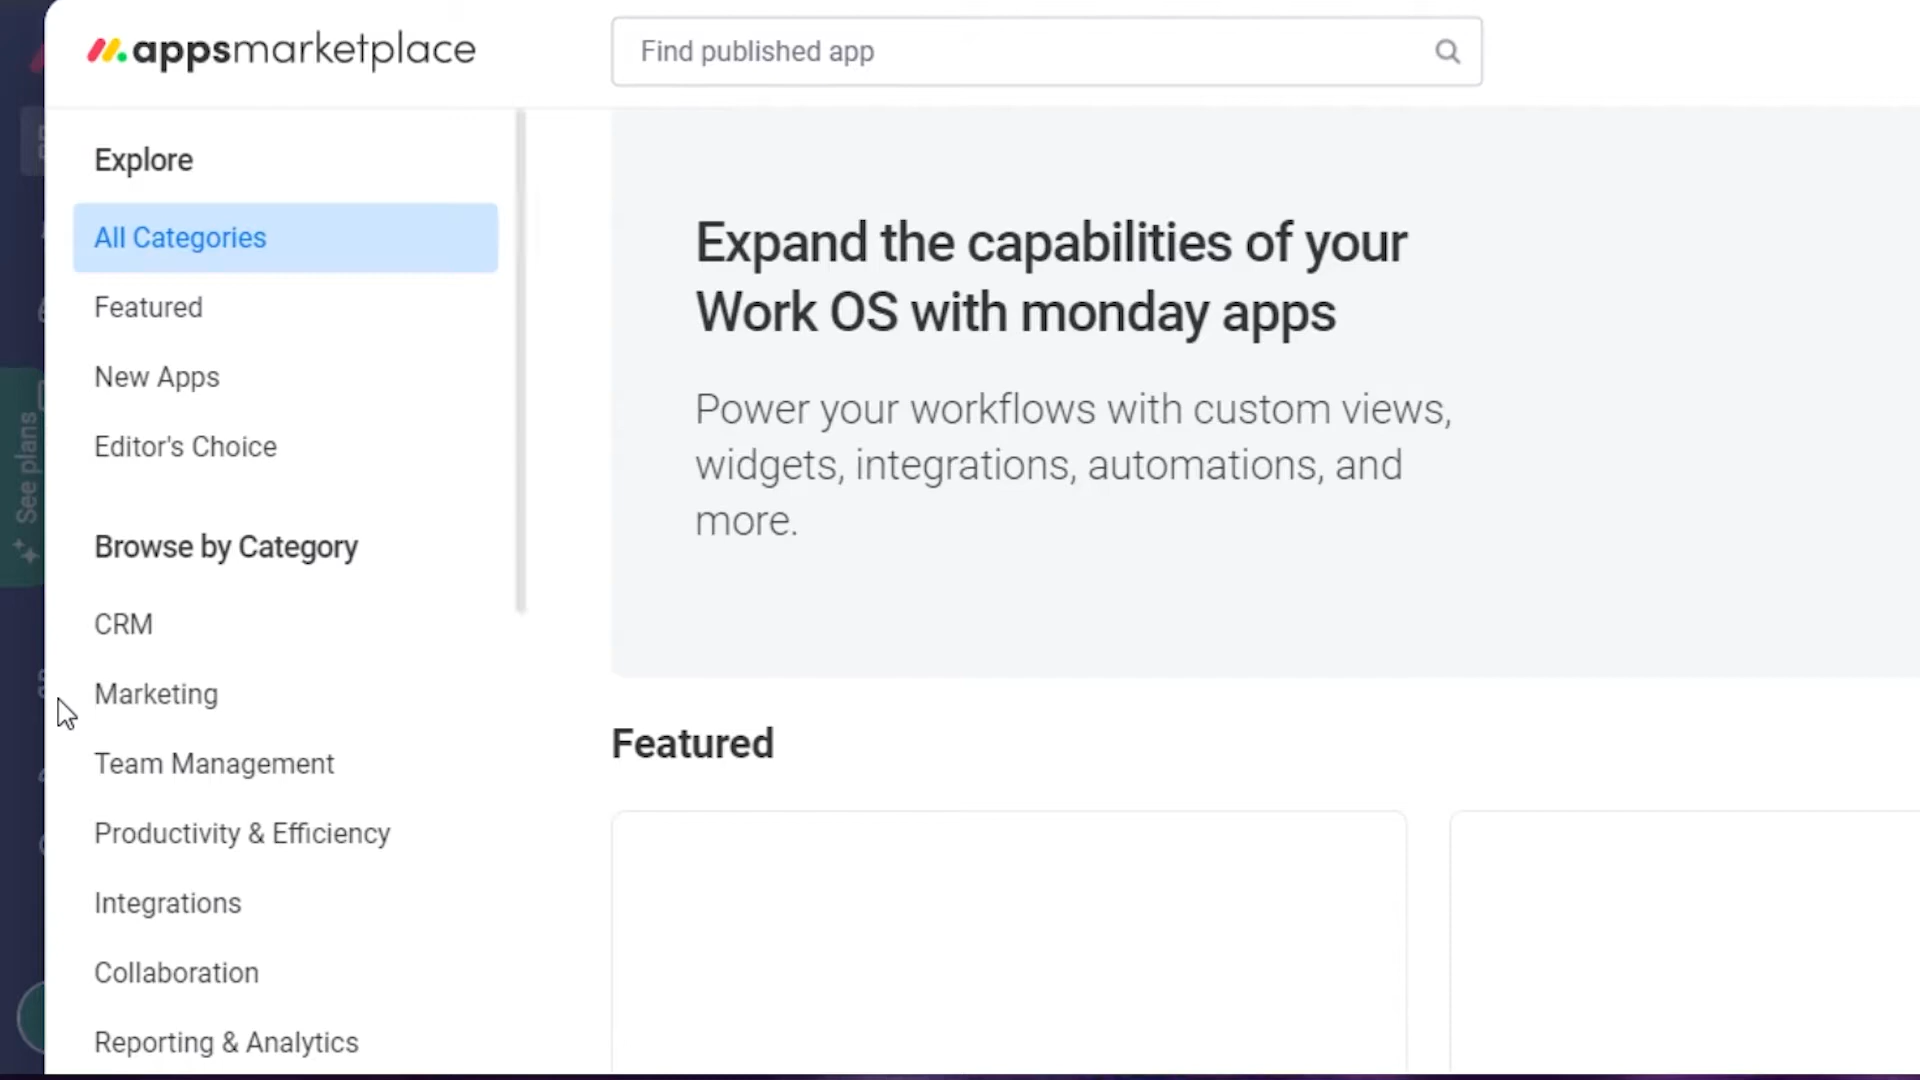 appsmarketplace
Find published app
Explore
All Categories
Featured
New Apps
Editor's Choice
Browse by Category
CRM
Marketing
Team Management
Productivity & Efficiency
Integrations
Collaboration
Reporting & Analytics
See plans
Expand the capabilities of your
Work OS with monday apps
Power your workflows with custom views,
widgets, integrations, automations, and
more.
Featured